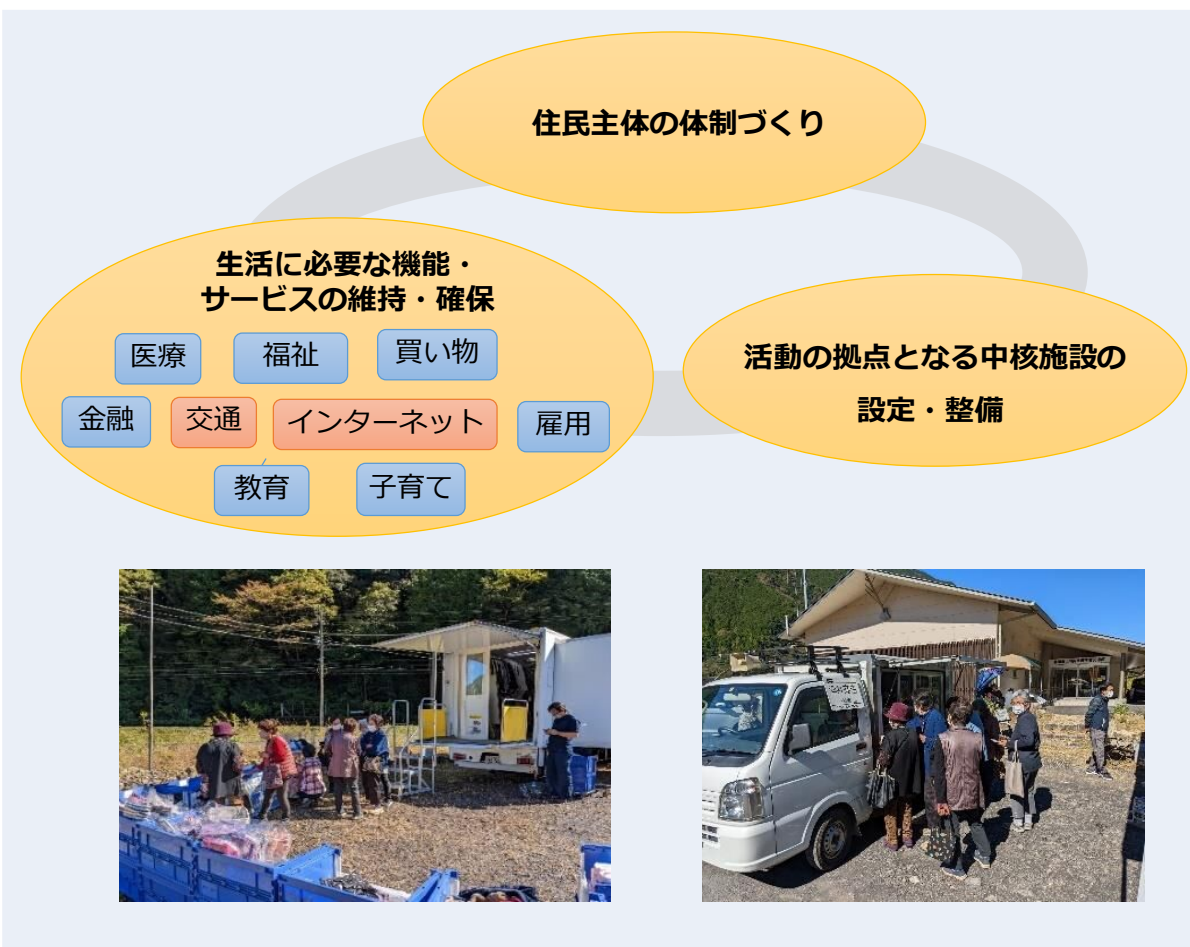 住民主体の体制づくり
生活に必要な機能・
サービスの維持・確保
医療
福祉
買い物
金融
交通
インターネット
雇用
教育
子育て
活動の拠点となる中核施設の
設定・整備